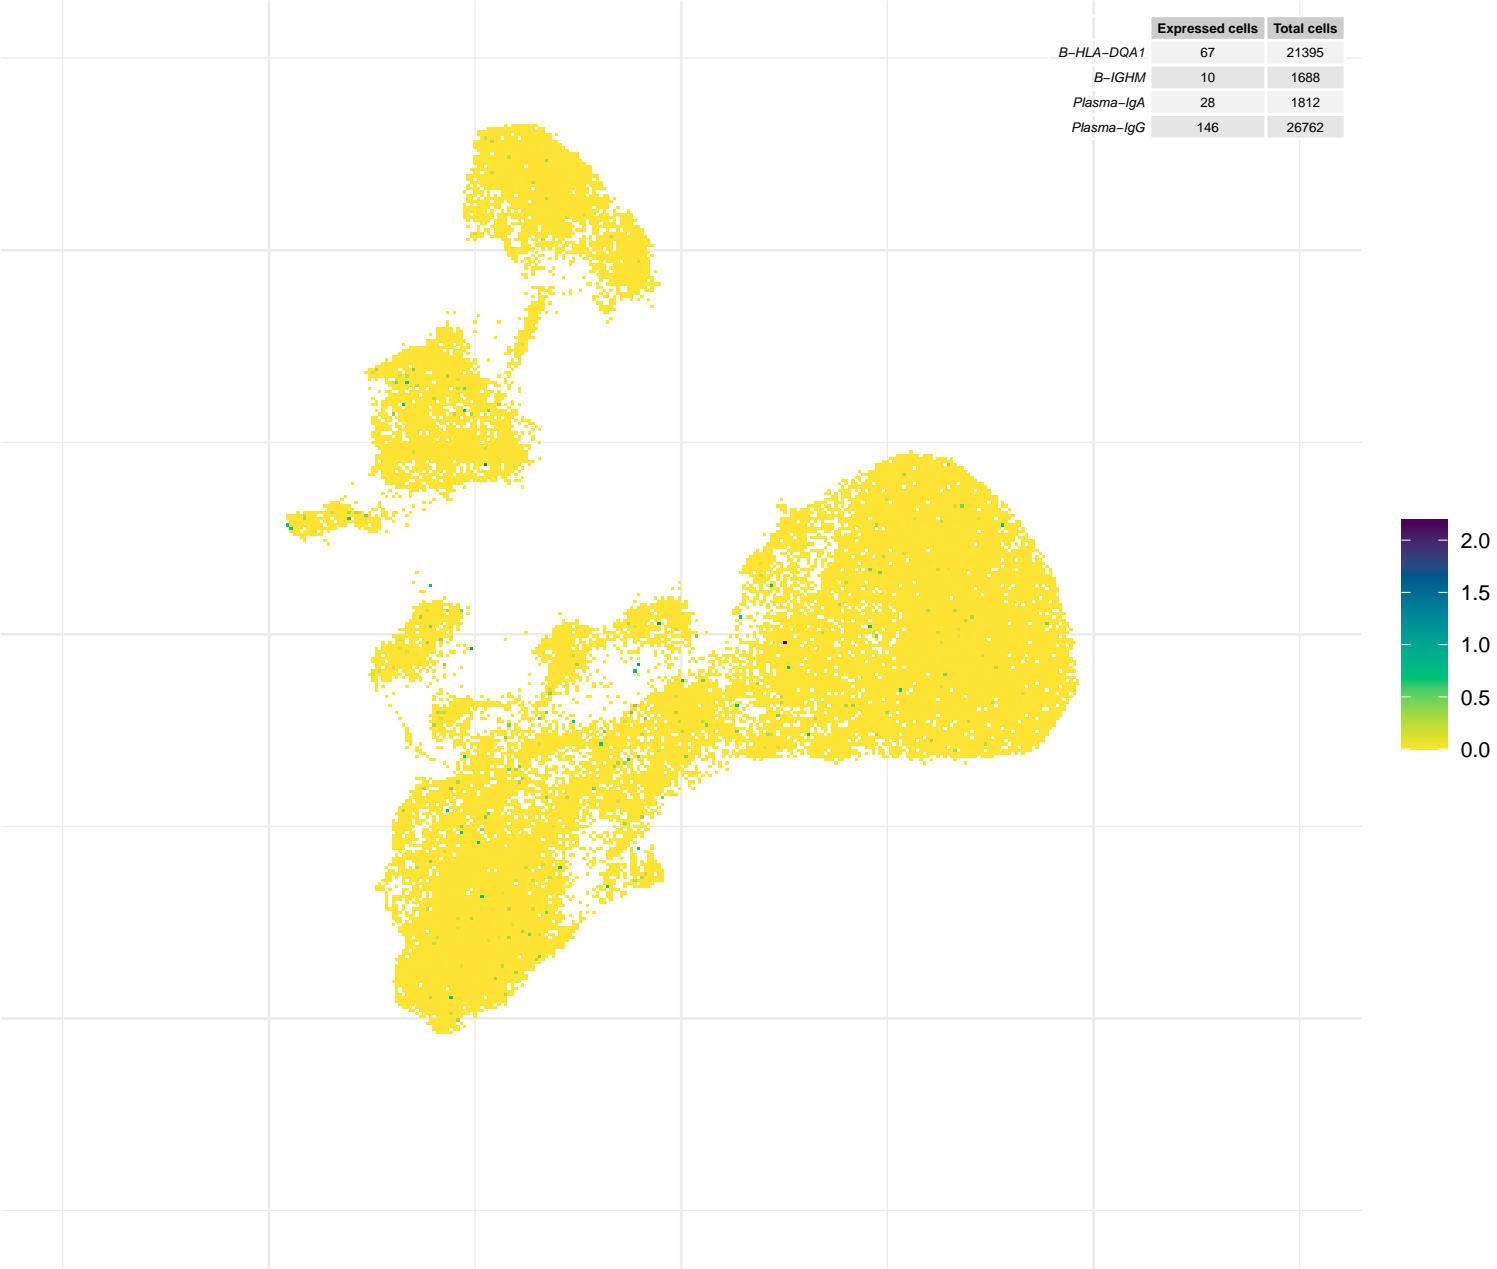 Expressed cells Total cells
B−HLA−DQA1 67 21395
B−IGHM 10 1688
Plasma−IgA 28 1812
Plasma−IgG 146 26762
2.0
1.5
1.0
0.5
0.0